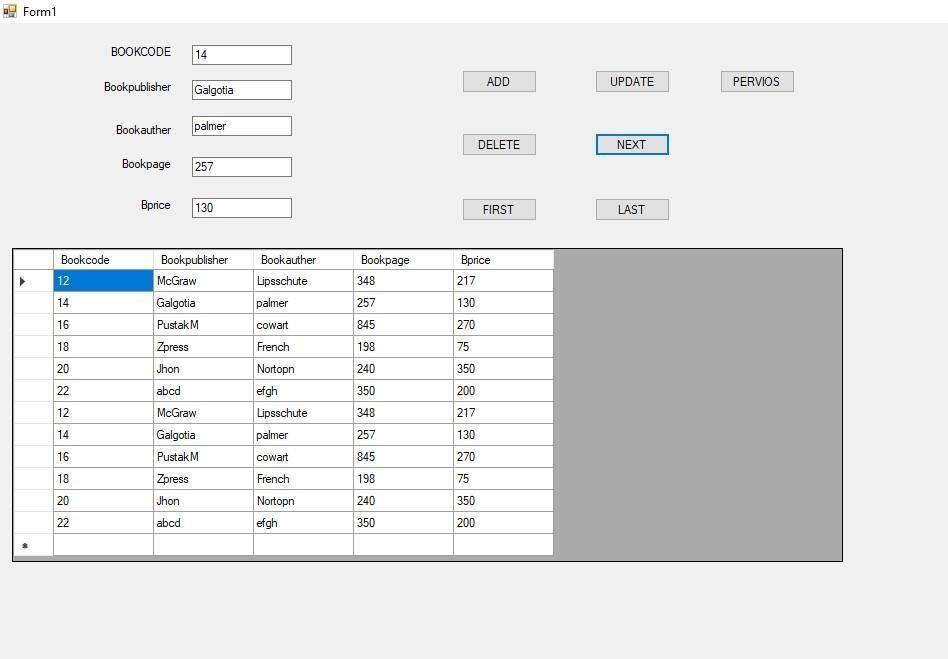 Form1
BOOKCODE 14
Bookpublisher Galgotia
Bookauther palmer
Bookpage 257
Bprice 130
ADD UPDATE PERVIOS
DELETE NEXT
FIRST LAST
Bookcode Bookpublisher Bookauther Bookpage Bprice
12 McGraw Lipsschute 348 217
14 Galgotia palmer 257 130
16 Pustak M cowart 845 270
18 Zpress French 198 75
20 Jhon Nortopn 240 350
22 abcd efgh 350 200
12 McGraw Lipsschute 348 217
14 Galgotia palmer 257 130
16 Pustak M cowart 845 270
18 Zpress French 198 75
20 Jhon Nortopn 240 350
22 abcd efgh 350 200